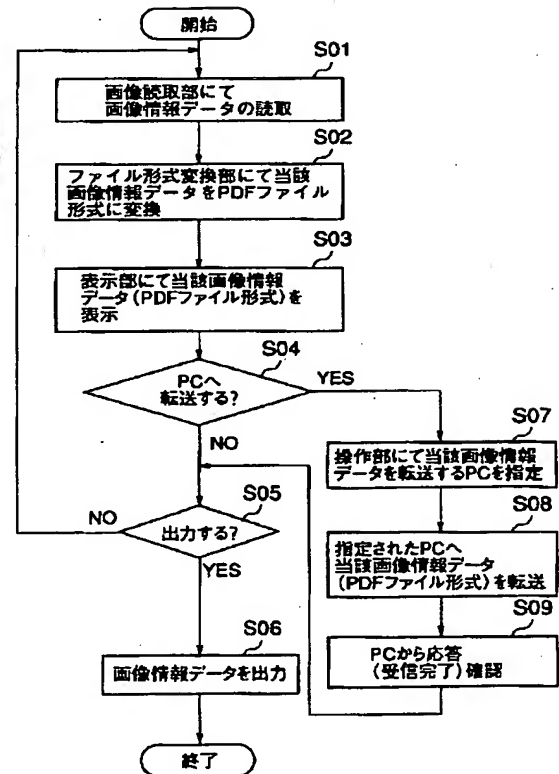 開始
S01
画像読取部にて
画像情報データの読取
S02
ファイル形式変換部にて当該
画像情報データをPDFファイル
形式に変換
S03
表示部にて当該画像情報
データ(PDFファイル形式)を
表示
S04
PCへ
転送する?
YES
NO
S07
操作部にて当該画像情報
データを転送するPCを指定
S05
NO
出力する?
YES
S08
指定されたPCへ
当該画像情報データ
(PDFファイル形式)を転送
S09
PCから応答
(受信完了)確認
S06
画像情報データを出力
終了